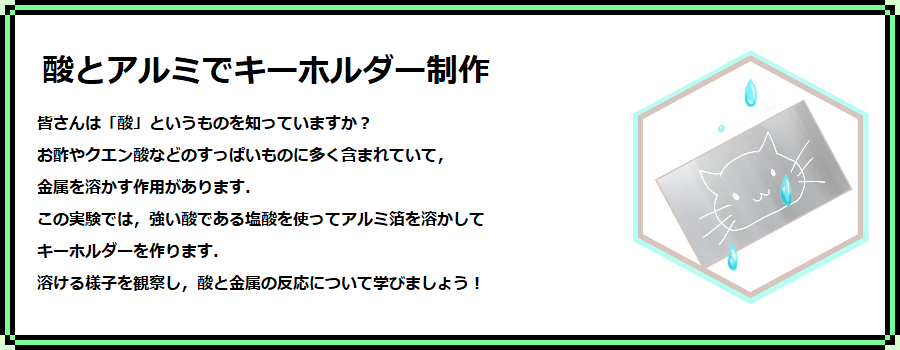 酸とアルミでキーホルダー制作
皆さんは「酸」というものを知っていますか？
お酢やクエン酸などのすっぱいものに多く含まれていて，
金属を溶かす作用があります．
この実験では，強い酸である塩酸を使ってアルミ箔を溶かして
キーホルダーを作ります．
溶ける様子を観察し，酸と金属の反応について学びましょう！